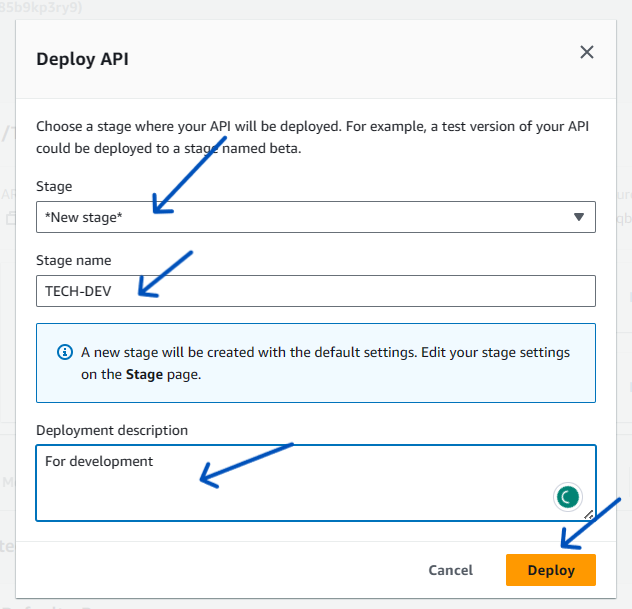 85b9kp3ry9)
Deploy API
Choose a stage where your API will be deployed. For example, a test version of your API
could be deployed to a stage named beta.
Stage
*New stage*
Stage name
TECH-DEV
A new stage will be created with the default settings. Edit your stage settings
on the Stage page.
Deployment description
For development
Cancel
Deploy